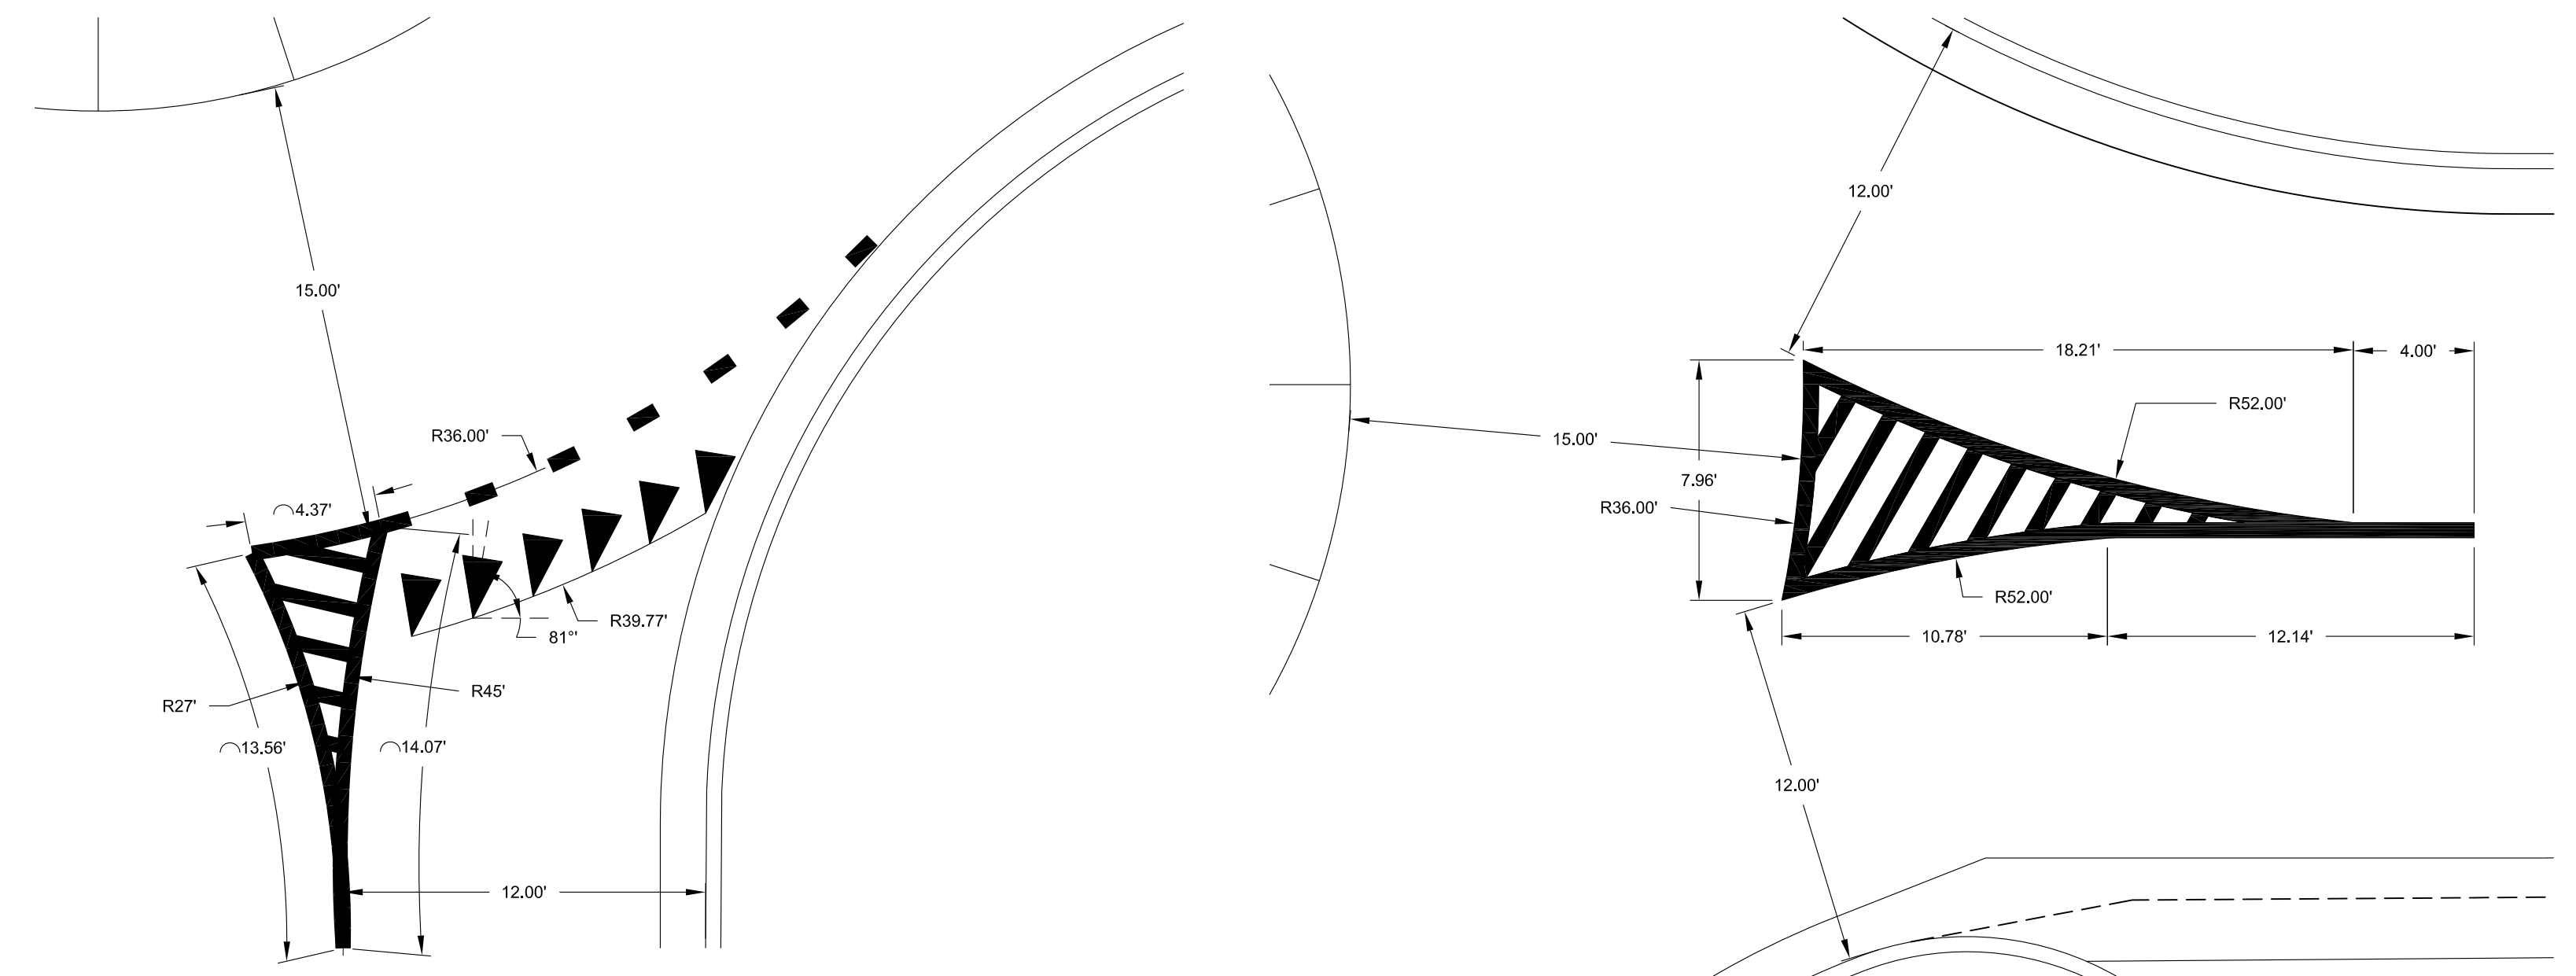 15.00'
R36.00'
⌒4.37'
R39.77'
81°'
R27'
R45'
⌒13.56'
⌒14.07'
12.00'
12.00'
18.21'
4.00'
R52.00'
15.00'
7.96'
R36.00'
R52.00'
10.78'
12.14'
12.00'